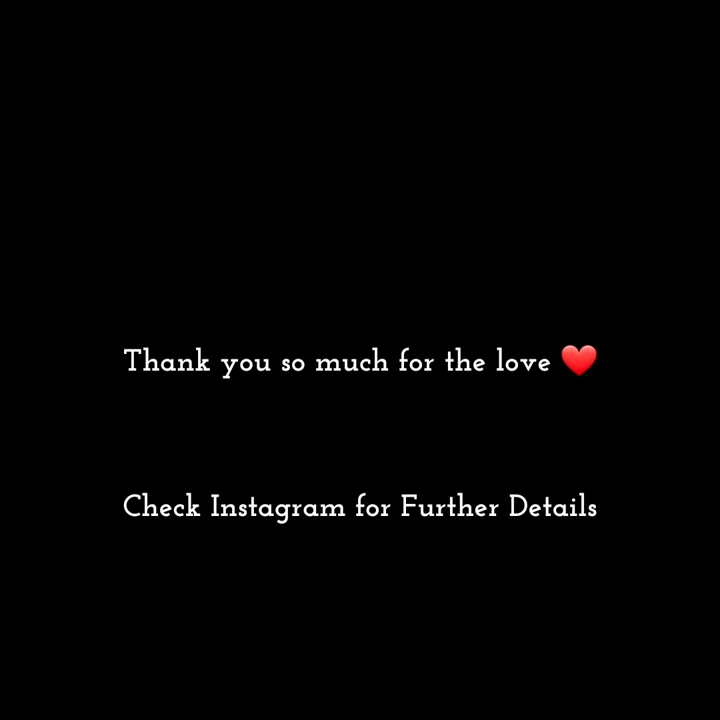 Thank you so much for the love ❤️
Check Instagram for Further Details